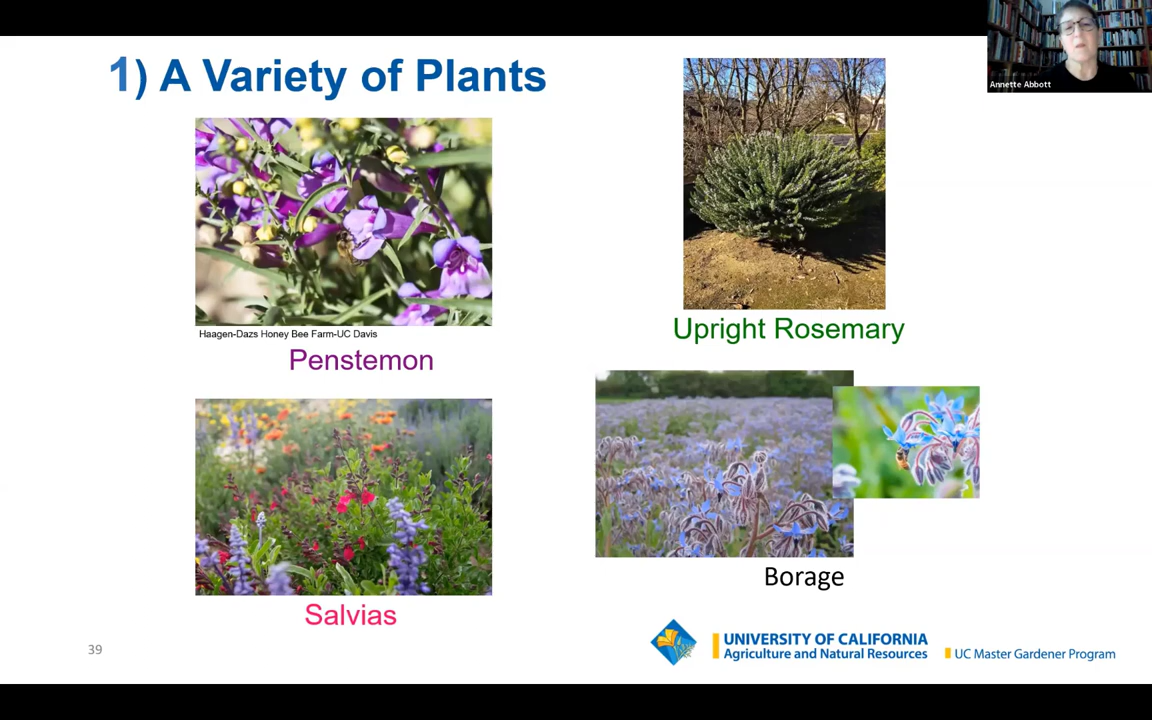 1) A Variety of Plants
Annette Abbott
Haagen-Dazs Honey Bee Farm-UC Davis
Penstemon
Upright Rosemary
Salvias
Borage
39
UNIVERSITY OF CALIFORNIA
Agriculture and Natural Resources
UC Master Gardener Program